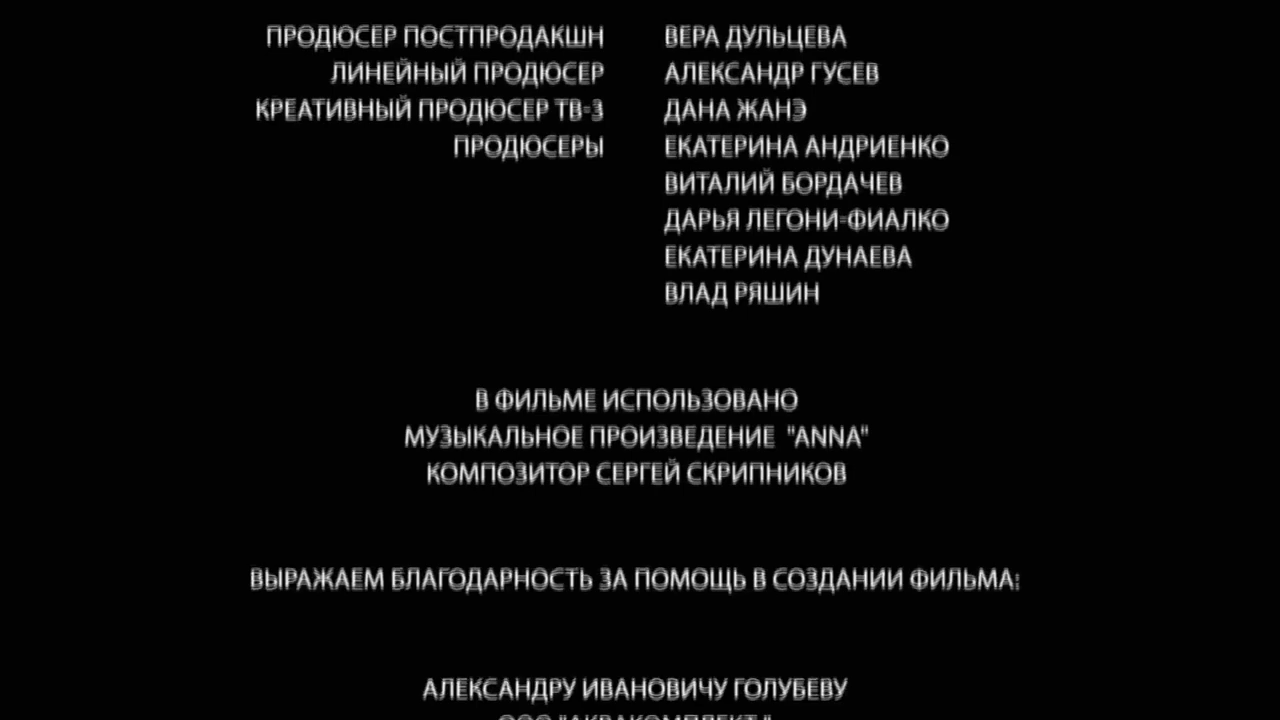 ПРОДЮСЕР ПОСТПРОДАКШН ВЕРА ДУЛЬЦЕВА
ЛИНЕЙНЫЙ ПРОДЮСЕР АЛЕКСАНДР ГУСЕВ
КРЕАТИВНЫЙ ПРОДЮСЕР ТВ-3 ДАНА ЖАНЭ
ПРОДЮСЕРЫ ЕКАТЕРИНА АНДРИЕНКО
ВИТАЛИЙ БОРДАЧЕВ
ДАРЬЯ ЛЕГОНИ-ФИАЛКО
ЕКАТЕРИНА ДУНАЕВА
ВЛАД РЯШИН
В ФИЛЬМЕ ИСПОЛЬЗОВАНО
МУЗЫКАЛЬНОЕ ПРОИЗВЕДЕНИЕ "ANNA"
КОМПОЗИТОР СЕРГЕЙ СКРИПНИКОВ
ВЫРАЖАЕМ БЛАГОДАРНОСТЬ ЗА ПОМОЩЬ В СОЗДАНИИ ФИЛЬМА:
АЛЕКСАНДРУ ИВАНОВИЧУ ГОЛУБЕВУ
ООО "АКВАКОМПЛЕКТ "